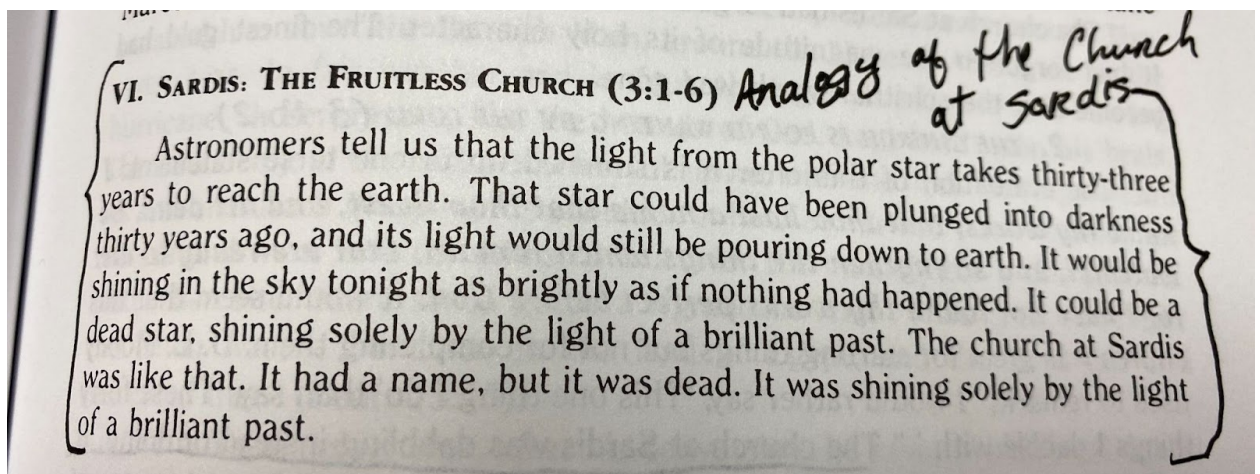 VI. SARDIS: THE FRUITLESS CHURCH (3:1-6) Analogy of the Church
at Sardis
Astronomers tell us that the light from the polar star takes thirty-three
years to reach the earth. That star could have been plunged into darkness
thirty years ago, and its light would still be pouring down to earth. It would be
shining in the sky tonight as brightly as if nothing had happened. It could be a
dead star, shining solely by the light of a brilliant past. The church at Sardis
was like that. It had a name, but it was dead. It was shining solely by the light
of a brilliant past.